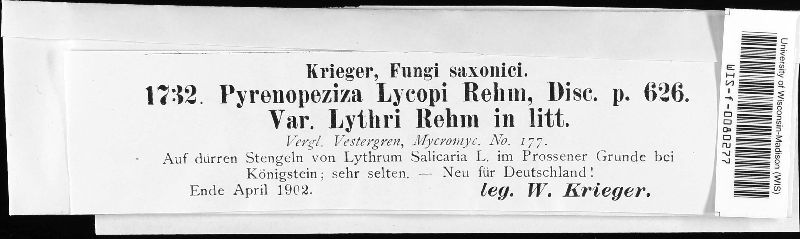 Krieger, Fungi saxonici.
1732. Pyrenopeziza Lycopi Rehm, Disc. p. 626.
Var. Lythri Rehm in litt.
Vergl. Vestergren, Mycromyc. No. 177.
Auf dürren Stengeln von Lythrum Salicaria L. im Prossener Grunde bei
Königstein; sehr selten. — Neu für Deutschland!
Ende April 1902.
leg. W. Krieger.
University of Wisconsin-Madison (WIS)
WIS-f-0080277